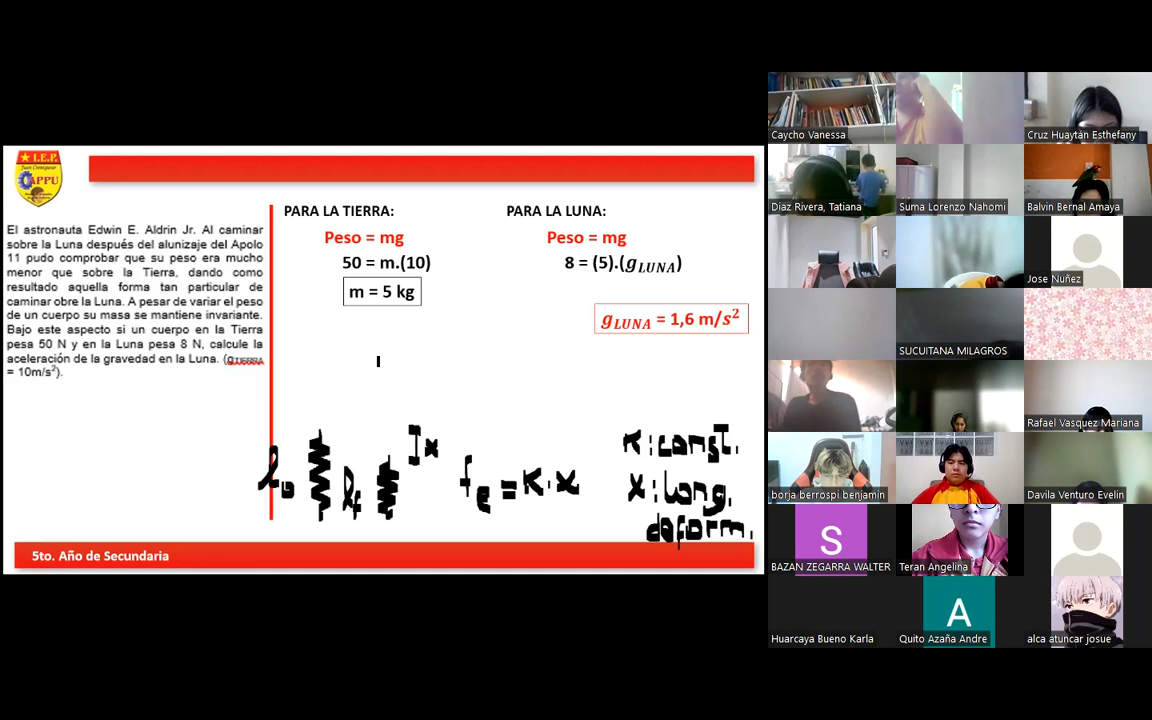 I.E.P.
Juan Cantapusar
APPU
El astronauta Edwin E. Aldrin Jr. Al caminar
sobre la Luna después del alunizaje del Apolo
11 pudo comprobar que su peso era mucho
menor que sobre la Tierra, dando como
resultado aquella forma tan particular de
caminar obre la Luna. A pesar de variar el peso
de un cuerpo su masa se mantiene invariante.
Bajo este aspecto si un cuerpo en la Tierra
pesa 50 N y en la Luna pesa 8 N, calcule la
aceleración de la gravedad en la Luna. (gTIERRA
= 10m/s²).
PARA LA TIERRA:
Peso = mg
50 = m.(10)
m = 5 kg
PARA LA LUNA:
Peso = mg
8 = (5).(gLUNA)
gLUNA = 1,6 m/s²
lo
lf
x
fe = K. x
K: const.
x: long.
deform.
5to. Año de Secundaria
Caycho Vanessa
Cruz Huaytán Esthefany
Diaz Rivera, Tatiana
Suma Lorenzo Nahomi
Balvin Bernal Amaya
Jose Nuñez
SUCUITANA MILAGROS
Rafael Vasquez Mariana
borja berrospi benjamin
Davila Venturo Evelin
S
BAZAN ZEGARRA WALTER
Teran Angelina
Huarcaya Bueno Karla
A
Quito Azaña Andre
alca atuncar josue